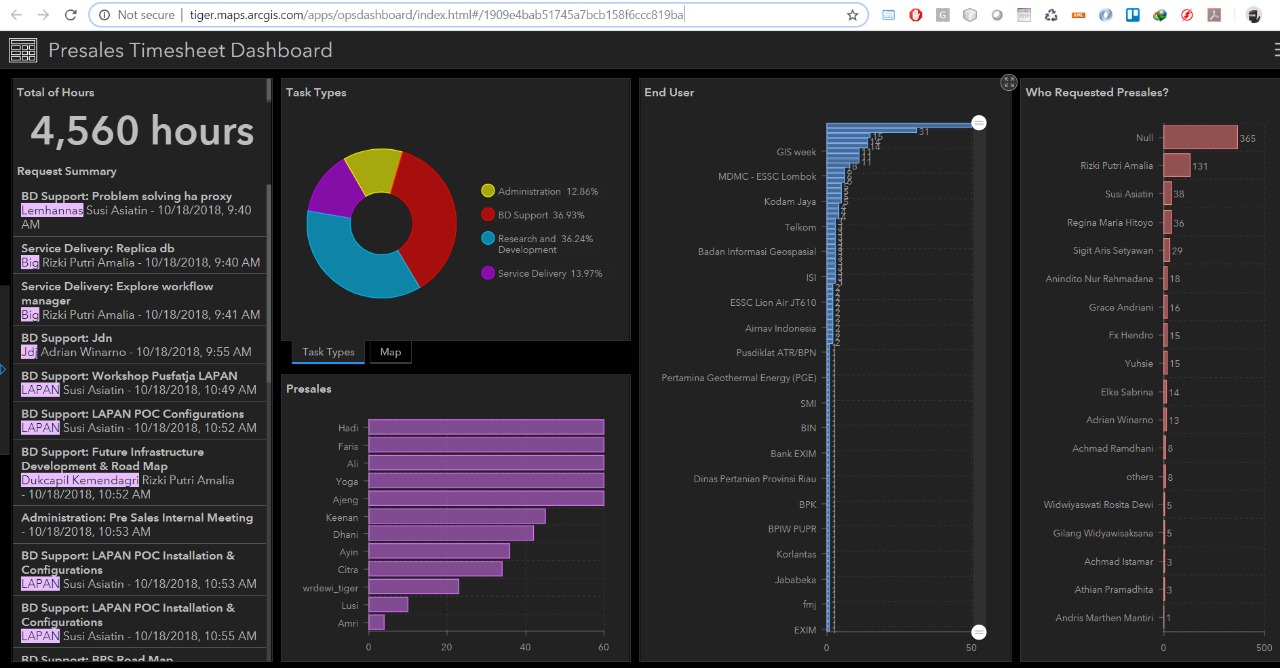 Not secure
tiger.maps.arcgis.com/apps/opsdashboard/index.html#/1909e4bab51745a7bcb158f6ccc819ba
Presales Timesheet Dashboard
Total of Hours
4,560 hours
Request Summary
BD Support: Problem solving ha proxy
Lemhannas Susi Asiatin - 10/18/2018, 9:40
AM
Service Delivery: Replica db
Big Rizki Putri Amalia - 10/18/2018, 9:40 AM
Service Delivery: Explore workflow
manager
Big Rizki Putri Amalia - 10/18/2018, 9:41 AM
BD Support: Jdn
Jdj Adrian Winarno - 10/18/2018, 9:55 AM
BD Support: Workshop Pusfatja LAPAN
LAPAN Susi Asiatin - 10/18/2018, 10:49 AM
BD Support: LAPAN POC Configurations
LAPAN Susi Asiatin - 10/18/2018, 10:52 AM
BD Support: Future Infrastructure
Development & Road Map
Dukcapil Kemendagri Rizki Putri Amalia
- 10/18/2018, 10:52 AM
Administration: Pre Sales Internal Meeting
- 10/18/2018, 10:53 AM
BD Support: LAPAN POC Installation &
Configurations
LAPAN Susi Asiatin - 10/18/2018, 10:53 AM
BD Support: LAPAN POC Installation &
Configurations
LAPAN Susi Asiatin - 10/18/2018, 10:55 AM
BD Support: BPS Road Map
Task Types
Administration 12.86%
BD Support 36.93%
Research and 36.24%
Development
Service Delivery 13.97%
Task Types
Map
Presales
Hadi
Faris
Ali
Yoga
Ajeng
Keenan
Dhani
Ayin
Citra
wrdewi_tiger
Lusi
Amri
0 20 40 60
End User
31
15
14
GIS week
MDMC - ESSC Lombok
Kodam Jaya
Telkom
Badan Informasi Geospasial
ISI
ESSC Lion Air JT610
Airnav Indonesia
Pusdiklat ATR/BPN
Pertamina Geothermal Energy (PGE)
SMI
BIN
Bank EXIM
Dinas Pertanian Provinsi Riau
BPK
BPIW PUPR
Korlantas
Jababeka
fmj
EXIM
0 50
Who Requested Presales?
Null 365
Rizki Putri Amalia 131
Susi Asiatin 38
Regina Maria Hitoyo 36
Sigit Aris Setyawan 29
Anindito Nur Rahmadana 18
Grace Andriani 16
Fx Hendro 15
Yuhsie 15
Elke Sabrina 14
Adrian Winarno 13
Achmad Ramdhani 8
others 8
Widwiyaswati Rosita Dewi 5
Gilang Widyawisaksana 5
Achmad Istamar 3
Athian Pramadhita 3
Andris Marthen Mantiri 1
0 500